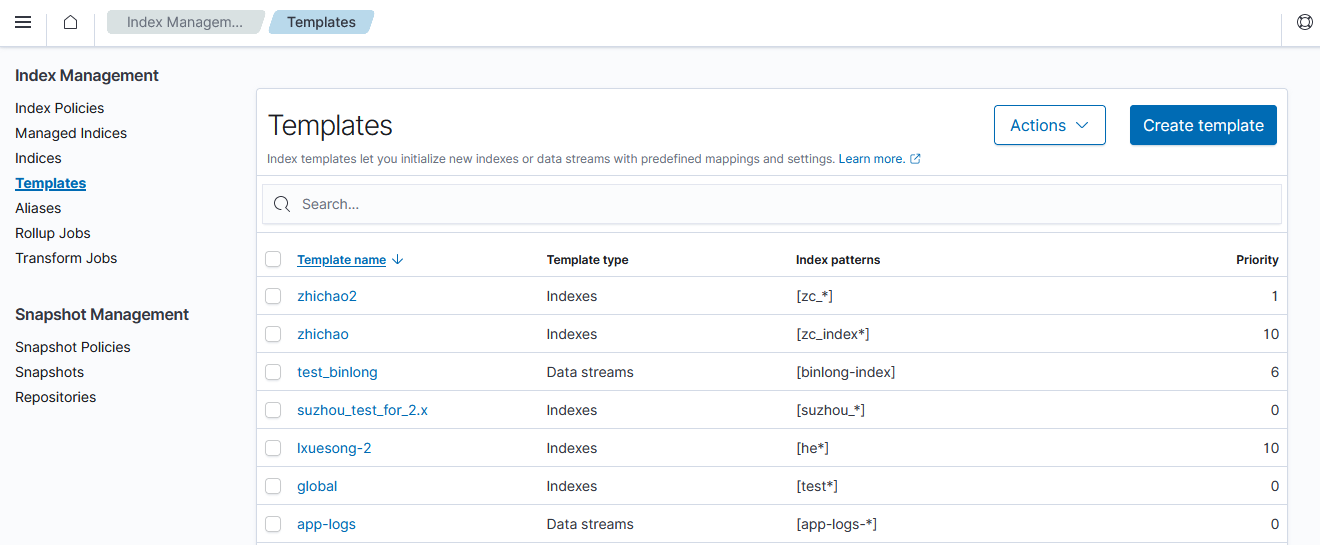 Index Managem... Templates
Index Management
Index Policies
Managed Indices
Indices
Templates
Aliases
Rollup Jobs
Transform Jobs
Snapshot Management
Snapshot Policies
Snapshots
Repositories
Templates
Actions
Create template
Index templates let you initialize new indexes or data streams with predefined mappings and settings. Learn more.
Search...
Template name Template type Index patterns Priority
zhichao2 Indexes [zc_*] 1
zhichao Indexes [zc_index*] 10
test_binlong Data streams [binlong-index] 6
suzhou_test_for_2.x Indexes [suzhou_*] 0
lxuesong-2 Indexes [he*] 10
global Indexes [test*] 0
app-logs Data streams [app-logs-*] 0